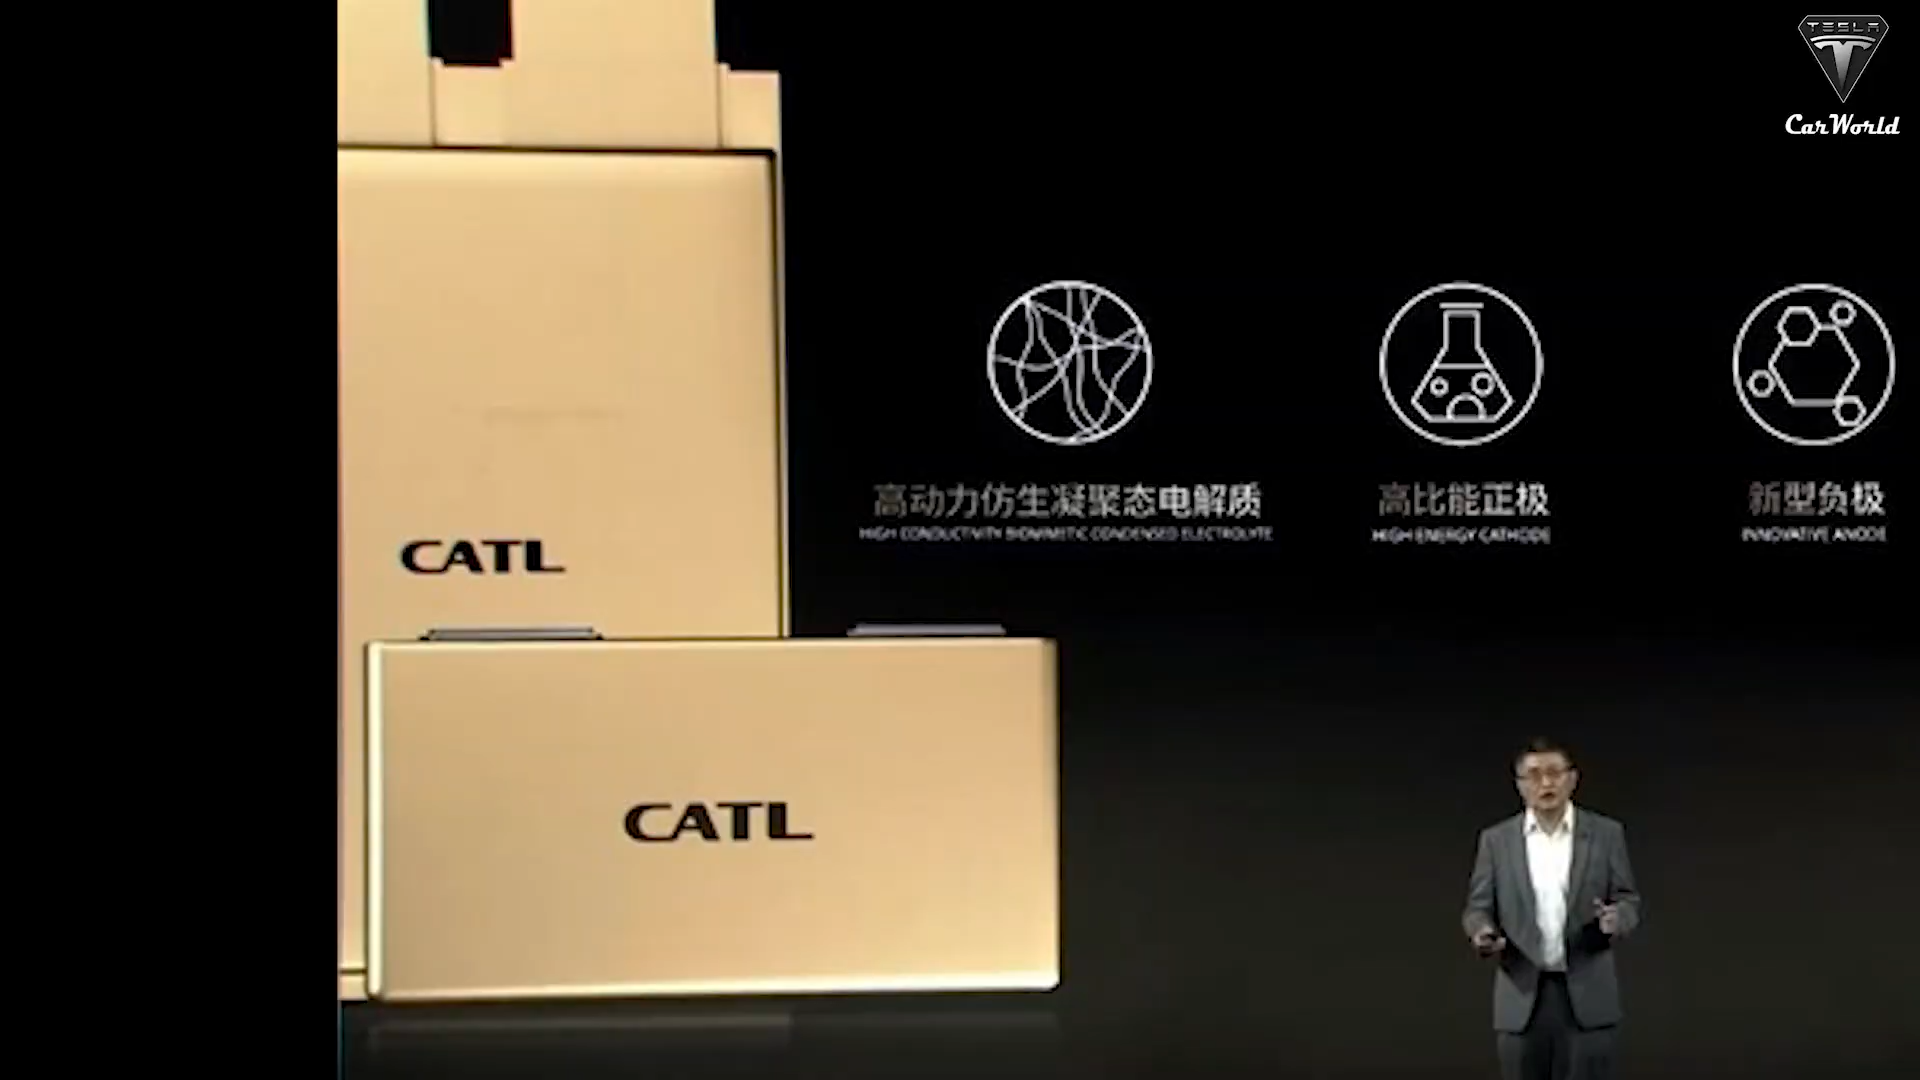 TESLA
CarWorld
高动力仿生凝聚态电解质
HIGH CONDUCTIVITY BIOMIMETIC CONDENSED ELECTROLYTE
高比能正极
HIGH ENERGY CATHODE
新型负极
INNOVATIVE ANODE
CATL
CATL